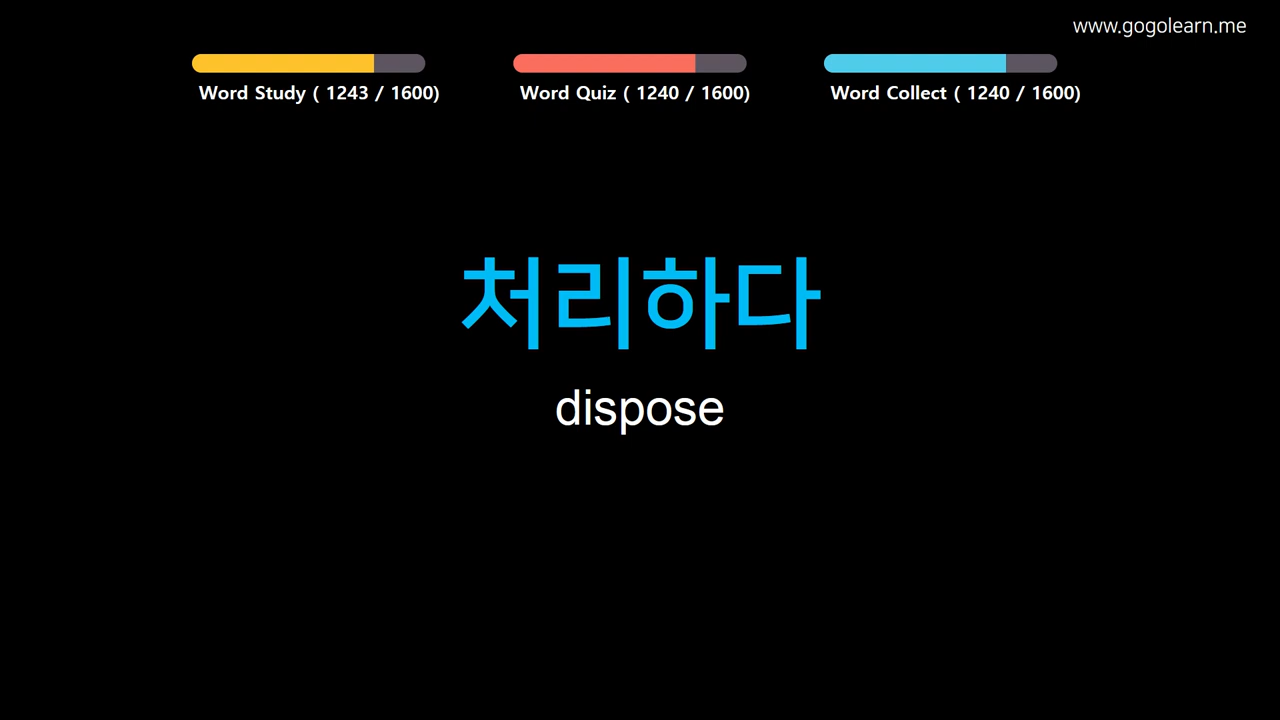 www.gogolearn.me
Word Study ( 1243 / 1600)
Word Quiz ( 1240 / 1600)
Word Collect ( 1240 / 1600)
처리하다
dispose